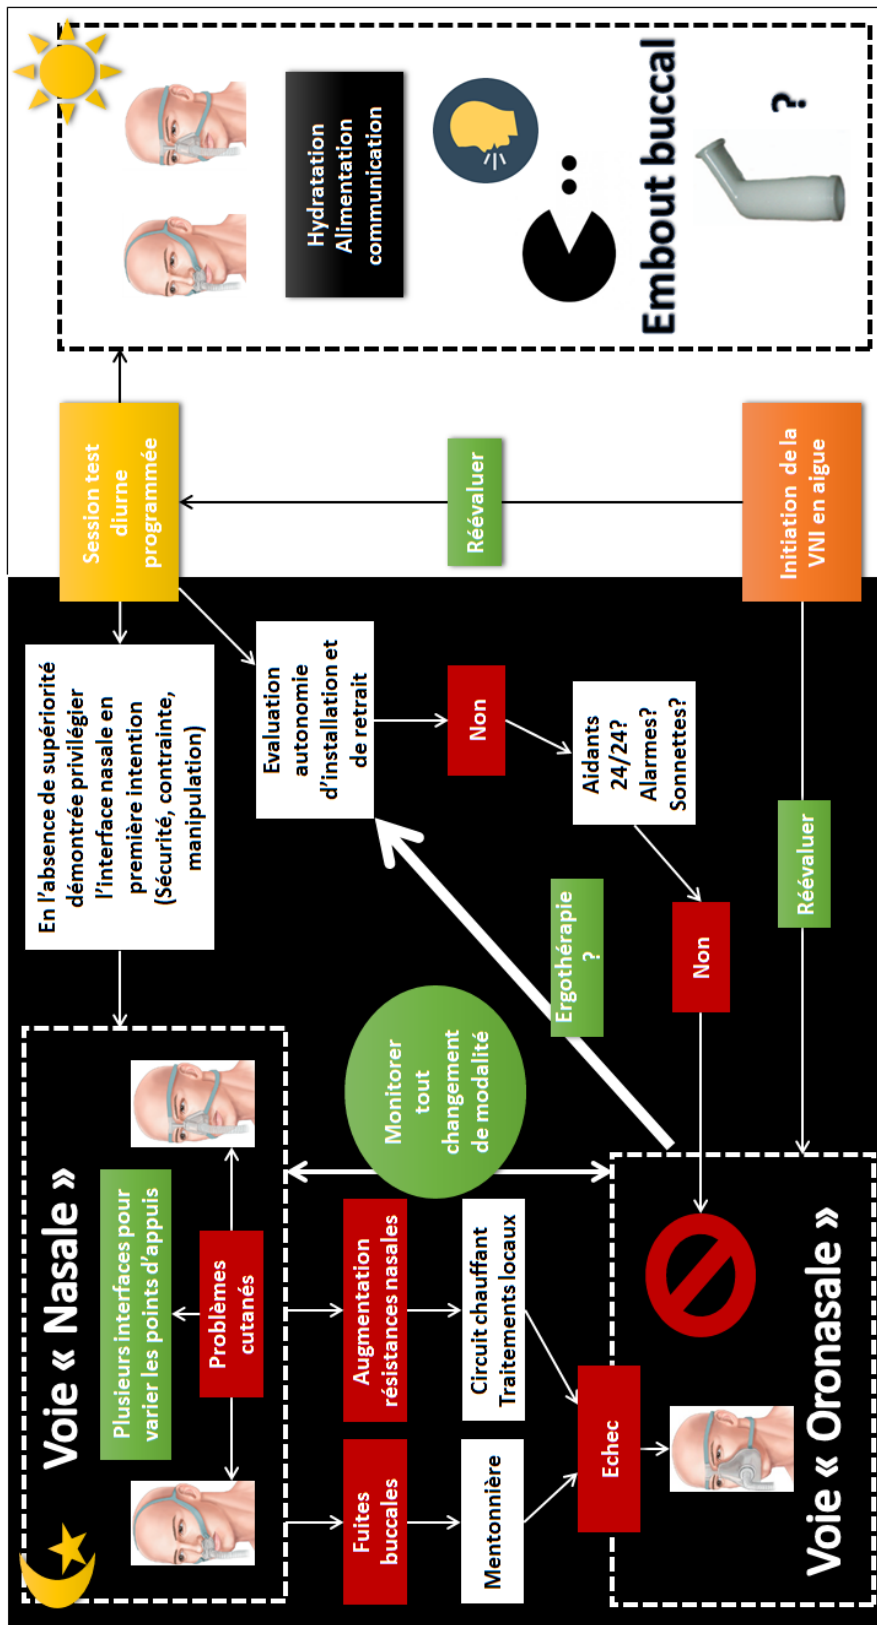 Voie « Nasale »
Plusieurs interfaces pour
varier les points d'appuis
Problèmes
cutanés
En l'absence de supériorité
démontrée privilégier
l'interface nasale en
première intention
(Sécurité, contrainte,
manipulation)
Session test
diurne
programmée
Fuites
buccales
Augmentation
résistances nasales
Mentonnière
Circuit chauffant
Traitements locaux
Monitorer
tout
changement
de modalité
Evaluation
autonomie
d'installation et
de retrait
Non
Ergothérapie
?
Aidants
24/24?
Alarmes?
Sonnettes?
Non
Echec
Voie « Oronasale »
Réévaluer
Réévaluer
Initiation de la
VNI en aigue
Hydratation
Alimentation
communication
Embout buccal
?